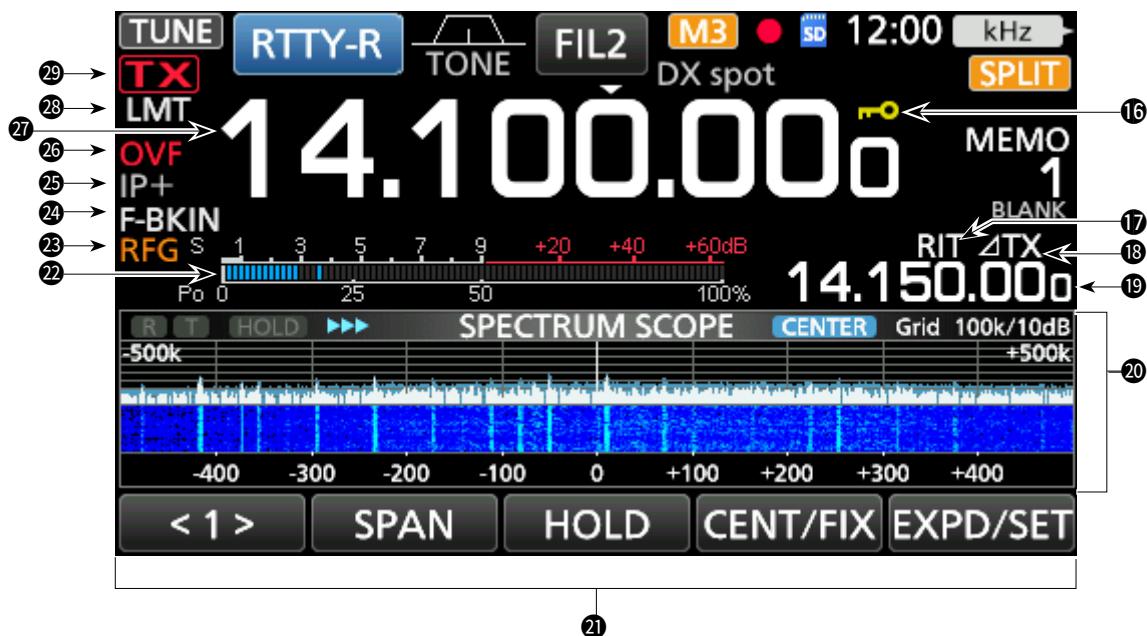 TUNE RTTY-R TONE FIL2 M3 SD 12:00 kHz
DX spot SPLIT
㉙ TX
㉘ LMT
㉗ 14.100.000 ⑯
㉖ OVF MEMO
㉕ IP+ 1
㉔ F-BKIN BLANK ⑰
㉓ RFG S 1 3 5 7 9 +20 +40 +60dB RIT ⊿TX ⑱
㉒ 14.150.000 ⑲
Po 0 25 50 100%
R T HOLD SPECTRUM SCOPE CENTER Grid 100k/10dB
-500k +500k
⑳
-400 -300 -200 -100 0 +100 +200 +300 +400
< 1 > SPAN HOLD CENT/FIX EXPD/SET
㉑